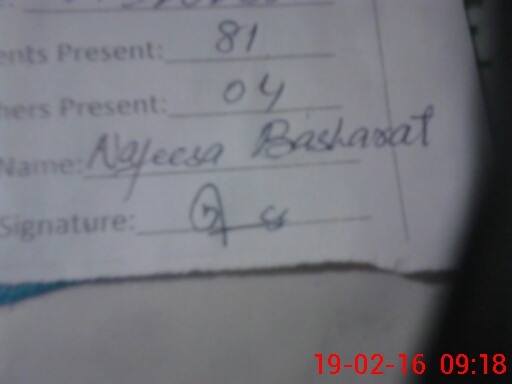 ents Present: 81
hers Present: 04
Name: Nafeesa Basharat
Signature:
19-02-16 09:18